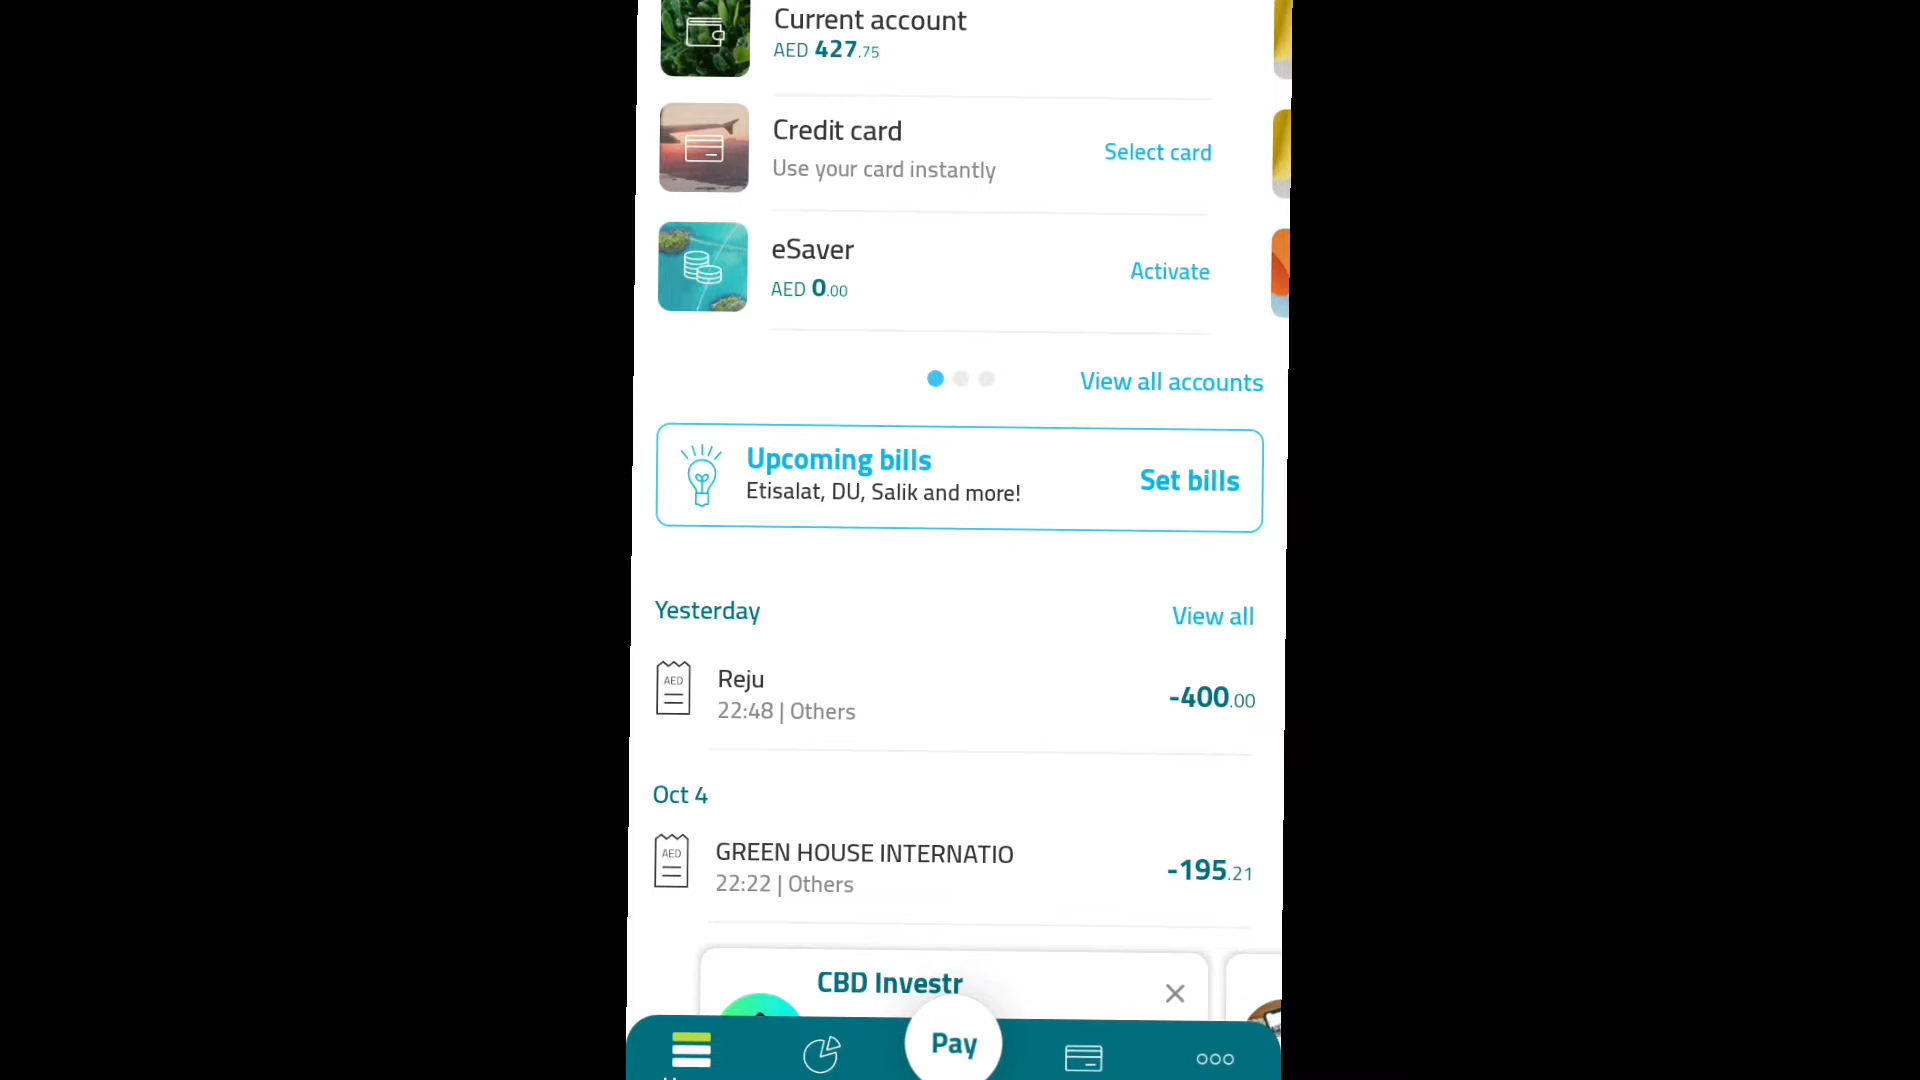 Current account
AED 427.75
Credit card
Use your card instantly
Select card
eSaver
AED 0.00
Activate
View all accounts
Upcoming bills
Etisalat, DU, Salik and more!
Set bills
Yesterday
View all
AED
Reju
22:48 | Others
-400.00
Oct 4
AED
GREEN HOUSE INTERNATIO
22:22 | Others
-195.21
CBD Investr
Pay